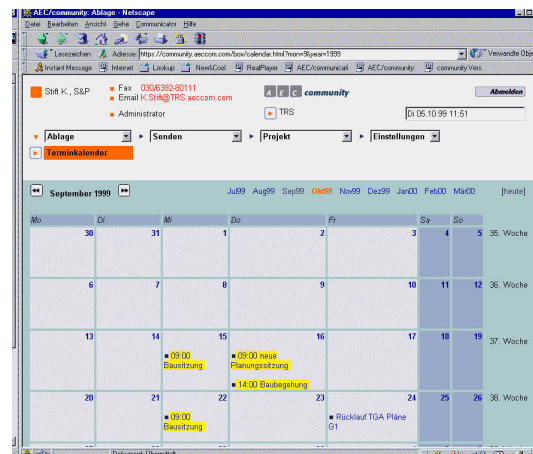 AEC/community: Ablage - Netscape
Datei Bearbeiten Ansicht Gehe Communicator Hilfe
Lesezeichen Adresse: https://community.aeccom.com/box/calendar.html?mon=9&year=1999 Verwandte Obje
Instant Message Internet Lookup New&Cool RealPlayer AEC/communicati AEC/community: community Vers.
Stift K., S&P Fax 030/6392-80111 A E C community Abmelden
Email K.Stift@TRS.aeccom.com
Administrator TRS Di 05.10.99 11:51
Ablage Senden Projekt Einstellungen
Terminkalender
September 1999 Jul99 Aug99 Sep99 Okt99 Nov99 Dez99 Jan00 Feb00 Mär00 [heute]
Mo Di Mi Do Fr Sa So
30 31 1 2 3 4 5 35. Woche
6 7 8 9 10 11 12 36. Woche
13 14 15 16 17 18 19 37. Woche
09:00 Bausitzung
09:00 neue Planungssitzung
14:00 Baubegehung
20 21 22 23 24 25 26 38. Woche
09:00 Bausitzung
Rücklauf TGA Pläne G1